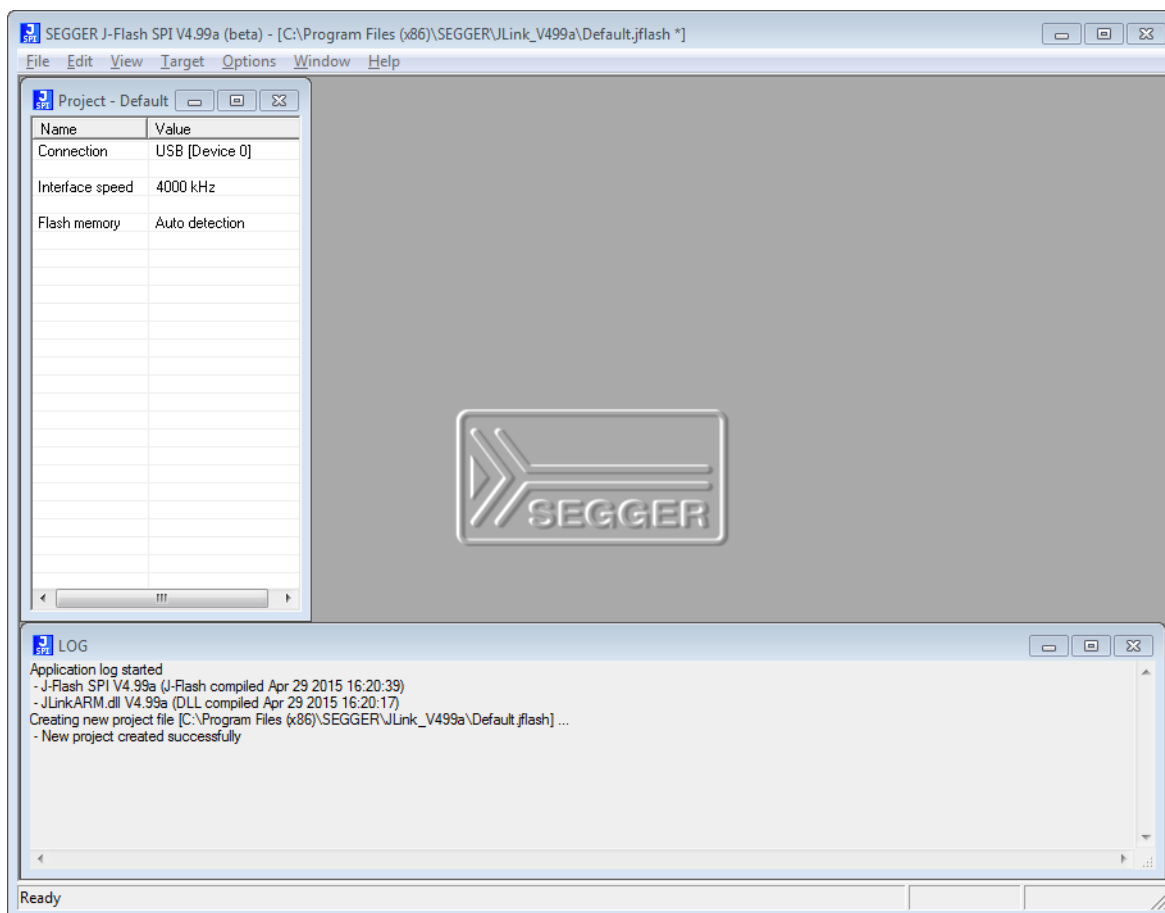 SEGGER J-Flash SPI V4.99a (beta) - [C:\Program Files (x86)\SEGGER\JLink_V499a\Default.jflash *]
File Edit View Target Options Window Help
Project - Default
Name Value
Connection USB [Device 0]
Interface speed 4000 kHz
Flash memory Auto detection
SEGGER
LOG
Application log started
- J-Flash SPI V4.99a (J-Flash compiled Apr 29 2015 16:20:39)
- JLinkARM.dll V4.99a (DLL compiled Apr 29 2015 16:20:17)
Creating new project file [C:\Program Files (x86)\SEGGER\JLink_V499a\Default.jflash] ...
- New project created successfully
Ready